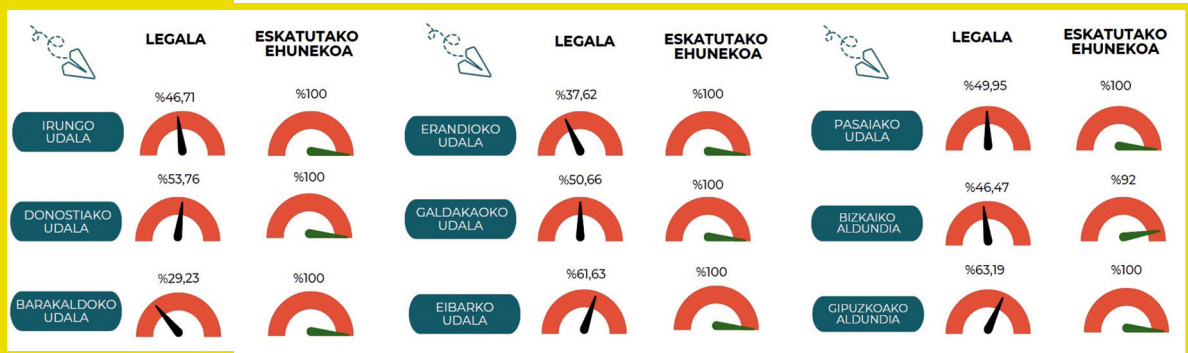 LEGALA
ESKATUTAKO
EHUNEKOA
%46,71
%100
IRUNGO
UDALA
%53,76
%100
DONOSTIAKO
UDALA
%29,23
%100
BARAKALDOKO
UDALA
LEGALA
ESKATUTAKO
EHUNEKOA
%37,62
%100
ERANDIOKO
UDALA
%50,66
%100
GALDAKAOKO
UDALA
%61,63
%100
EIBARKO
UDALA
LEGALA
ESKATUTAKO
EHUNEKOA
%49,95
%100
PASAIAKO
UDALA
%46,47
%92
BIZKAIKO
ALDUNDIA
%63,19
%100
GIPUZKOAKO
ALDUNDIA